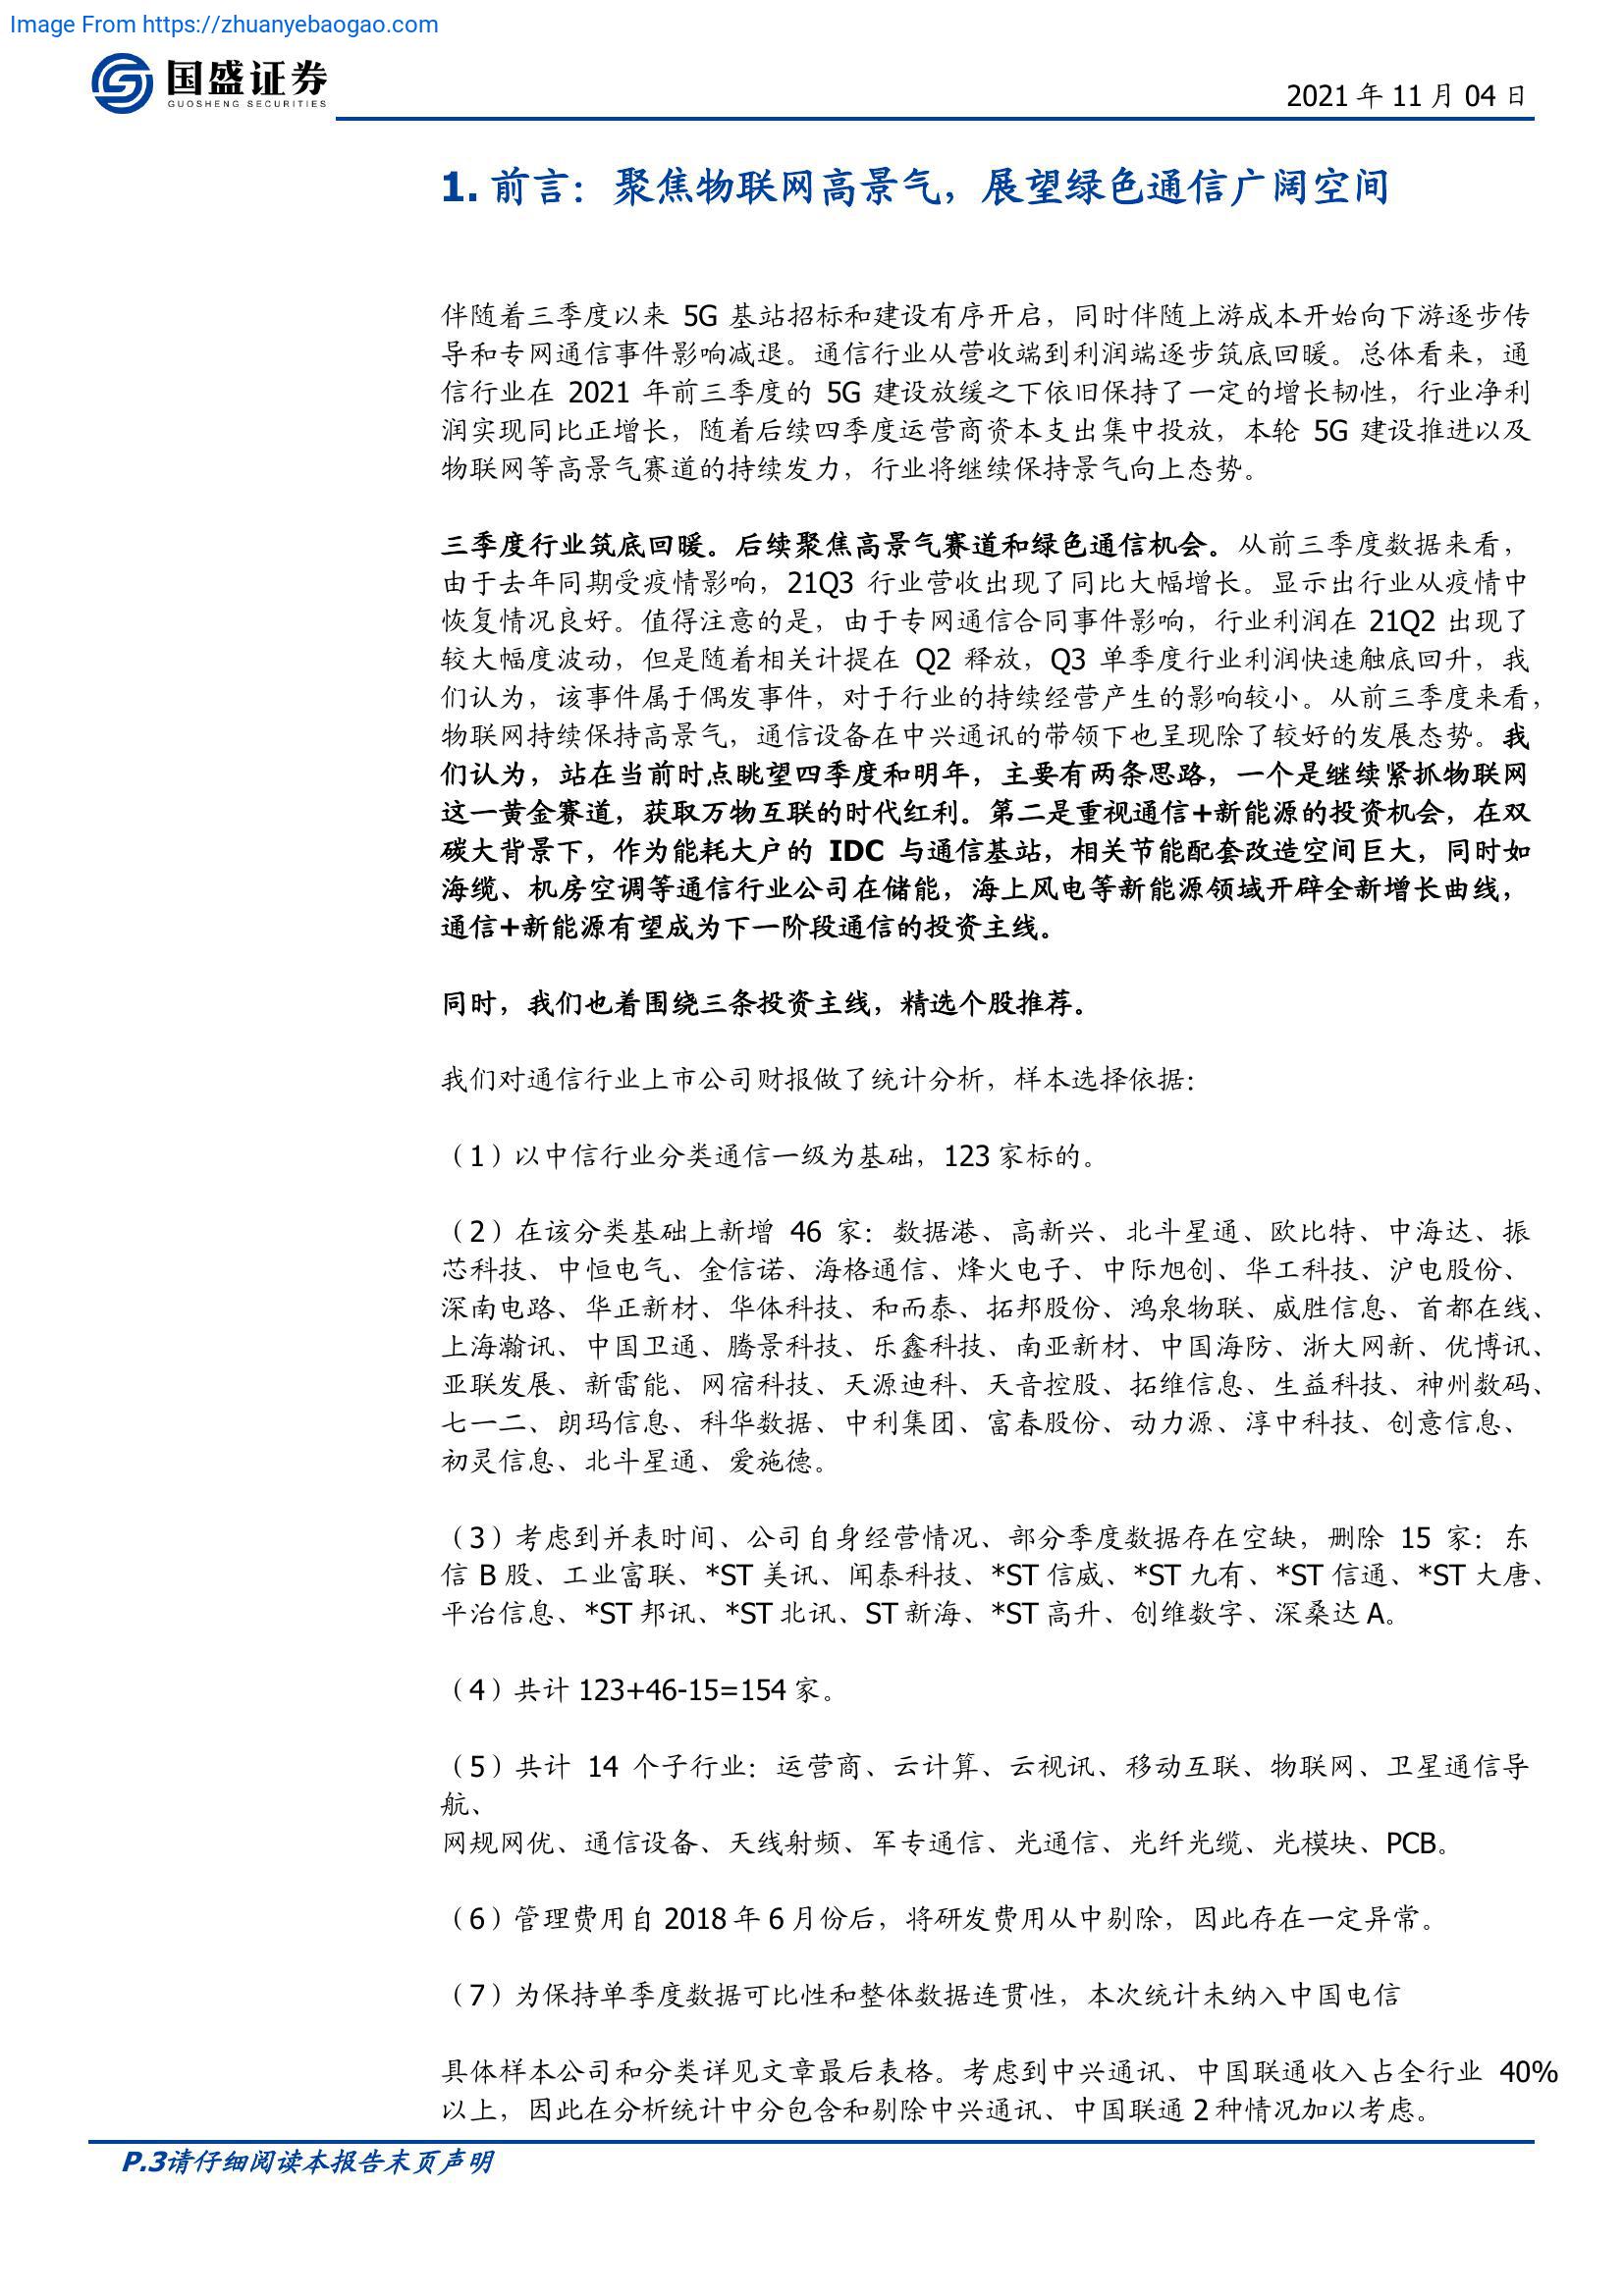 Image From https://zhuanyebaogao.com
国盛证券
GUOSHENG SECURITIES
2021 年 11 月 04 日
1. 前言：聚焦物联网高景气，展望绿色通信广阔空间
伴随着三季度以来 5G 基站招标和建设有序开启，同时伴随上游成本开始向下游逐步传
导和专网通信事件影响减退。通信行业从营收端到利润端逐步筑底回暖。总体看来，通
信行业在 2021 年前三季度的 5G 建设放缓之下依旧保持了一定的增长韧性，行业净利
润实现同比正增长，随着后续四季度运营商资本支出集中投放，本轮 5G 建设推进以及
物联网等高景气赛道的持续发力，行业将继续保持景气向上态势。
三季度行业筑底回暖。后续聚焦高景气赛道和绿色通信机会。从前三季度数据来看，
由于去年同期受疫情影响，21Q3 行业营收出现了同比大幅增长。显示出行业从疫情中
恢复情况良好。值得注意的是，由于专网通信合同事件影响，行业利润在 21Q2 出现了
较大幅度波动，但是随着相关计提在 Q2 释放，Q3 单季度行业利润快速触底回升，我
们认为，该事件属于偶发事件，对于行业的持续经营产生的影响较小。从前三季度来看，
物联网持续保持高景气，通信设备在中兴通讯的带领下也呈现除了较好的发展态势。我
们认为，站在当前时点眺望四季度和明年，主要有两条思路，一个是继续紧抓物联网
这一黄金赛道，获取万物互联的时代红利。第二是重视通信+新能源的投资机会，在双
碳大背景下，作为能耗大户的 IDC 与通信基站，相关节能配套改造空间巨大，同时如
海缆、机房空调等通信行业公司在储能，海上风电等新能源领域开辟全新增长曲线，
通信+新能源有望成为下一阶段通信的投资主线。
同时，我们也着围绕三条投资主线，精选个股推荐。
我们对通信行业上市公司财报做了统计分析，样本选择依据：
（1）以中信行业分类通信一级为基础，123 家标的。
（2）在该分类基础上新增 46 家：数据港、高新兴、北斗星通、欧比特、中海达、振
芯科技、中恒电气、金信诺、海格通信、烽火电子、中际旭创、华工科技、沪电股份、
深南电路、华正新材、华体科技、和而泰、拓邦股份、鸿泉物联、威胜信息、首都在线、
上海瀚讯、中国卫通、腾景科技、乐鑫科技、南亚新材、中国海防、浙大网新、优博讯、
亚联发展、新雷能、网宿科技、天源迪科、天音控股、拓维信息、生益科技、神州数码、
七一二、朗玛信息、科华数据、中利集团、富春股份、动力源、淳中科技、创意信息、
初灵信息、北斗星通、爱施德。
（3）考虑到并表时间、公司自身经营情况、部分季度数据存在空缺，删除 15 家：东
信 B 股、工业富联、*ST 美讯、闻泰科技、*ST 信威、*ST 九有、*ST 信通、*ST 大唐、
平治信息、*ST 邦讯、*ST 北讯、ST 新海、*ST 高升、创维数字、深桑达 A。
（4）共计 123+46-15=154 家。
（5）共计 14 个子行业：运营商、云计算、云视讯、移动互联、物联网、卫星通信导
航、
网规网优、通信设备、天线射频、军专通信、光通信、光纤光缆、光模块、PCB。
（6）管理费用自 2018 年 6 月份后，将研发费用从中剔除，因此存在一定异常。
（7）为保持单季度数据可比性和整体数据连贯性，本次统计未纳入中国电信
具体样本公司和分类详见文章最后表格。考虑到中兴通讯、中国联通收入占全行业 40%
以上，因此在分析统计中分包含和剔除中兴通讯、中国联通 2 种情况加以考虑。
P.3请仔细阅读本报告末页声明